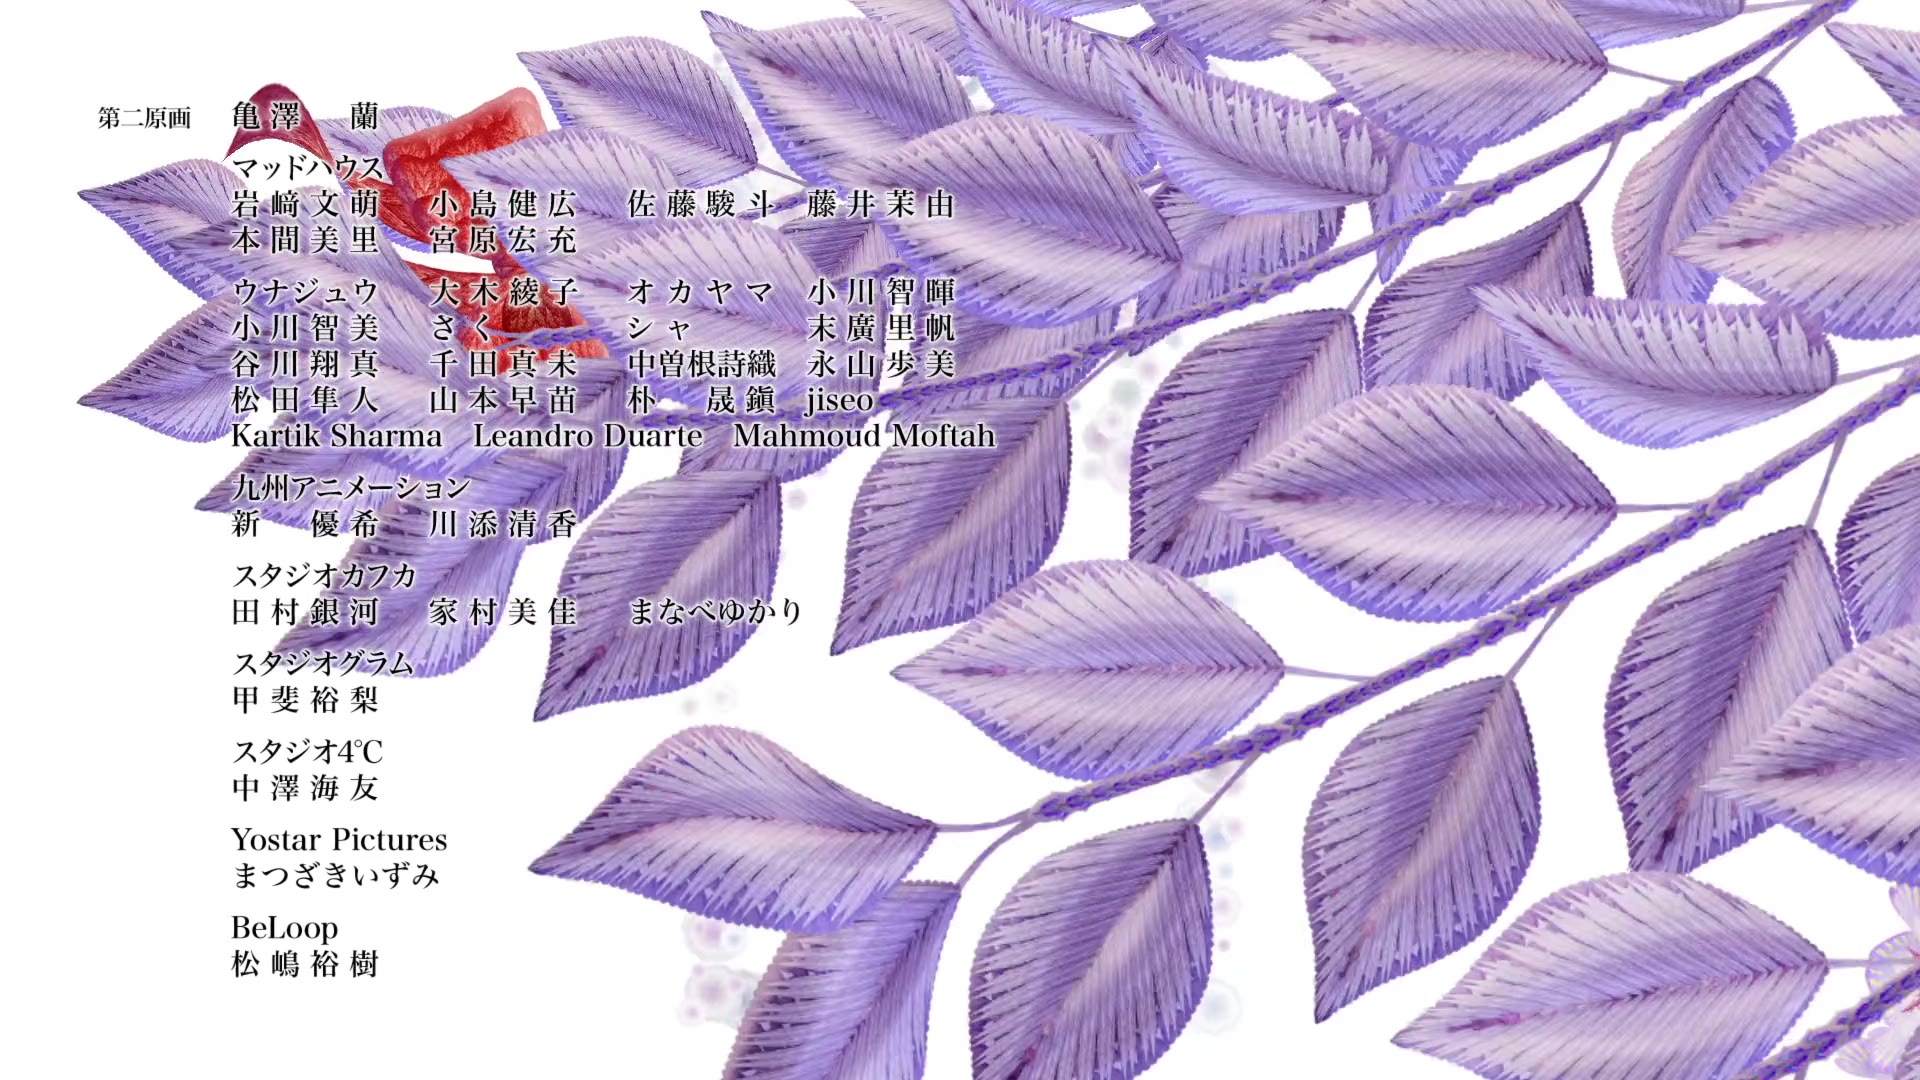 第二原画 亀澤 蘭
マッドハウス
岩﨑文萌 小島健広 佐藤駿斗 藤井茉由
本間美里 宮原宏充
ウナジュウ 大木綾子 オカヤマ 小川智暉
小川智美 さく シャ 末廣里帆
谷川翔真 千田真未 中曽根詩織 永山歩美
松田隼人 山本早苗 朴 晟鎭 jiseo
Kartik Sharma Leandro Duarte Mahmoud Moftah
九州アニメーション
新 優希 川添清香
スタジオカフカ
田村銀河 家村美佳 まなべゆかり
スタジオグラム
甲斐裕梨
スタジオ4℃
中澤海友
Yostar Pictures
まつざきいずみ
BeLoop
松嶋裕樹